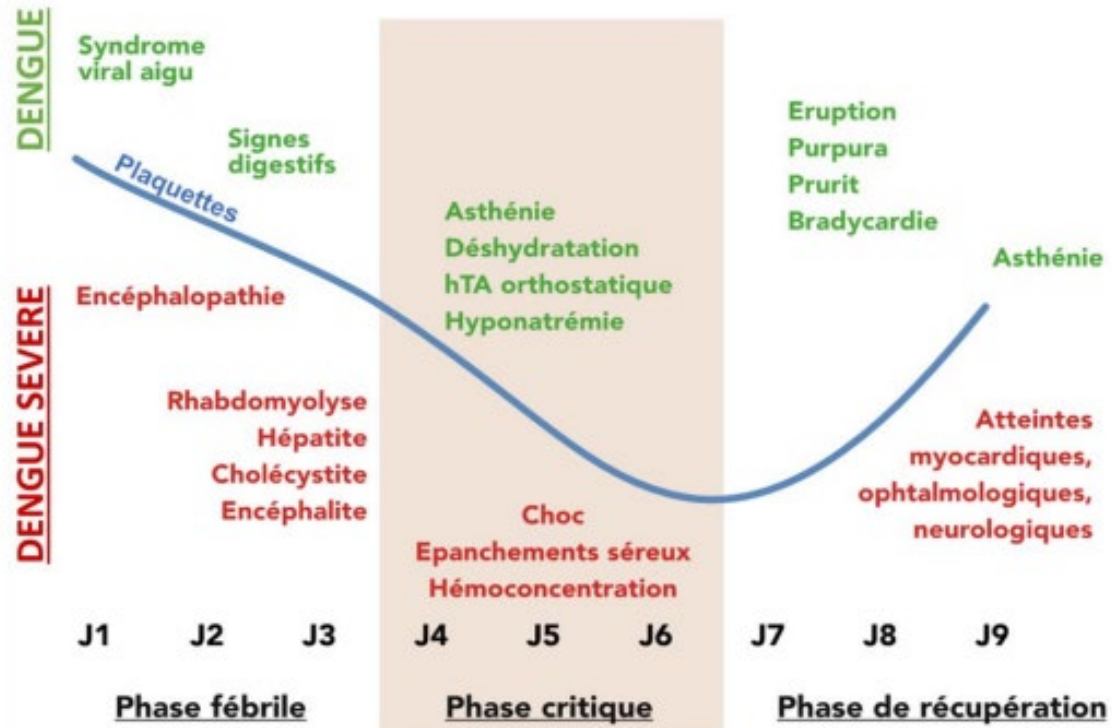 DENGUE
Syndrome
viral aigu
Signes
digestifs
Plaquettes
Asthénie
Déshydratation
hTA orthostatique
Hyponatrémie
Eruption
Purpura
Prurit
Bradycardie
Asthénie
DENGUE SEVERE
Encéphalopathie
Rhabdomyolyse
Hépatite
Cholécystite
Encéphalite
Choc
Epanchements séreux
Hémoconcentration
Atteintes
myocardiques,
ophtalmologiques,
neurologiques
J1 J2 J3 J4 J5 J6 J7 J8 J9
Phase fébrile Phase critique Phase de récupération